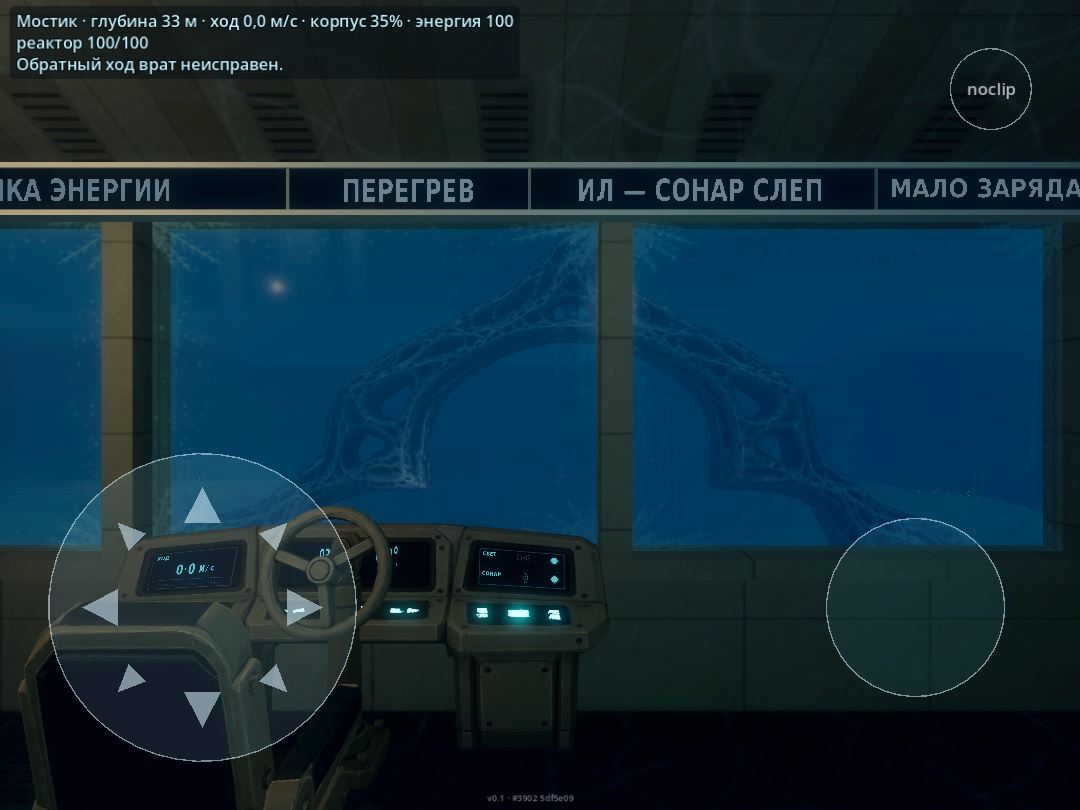 Мостик · глубина 33 м · ход 0,0 м/с · корпус 35% · энергия 100
реактор 100/100
Обратный ход врат неисправен.
noclip
КА ЭНЕРГИИ
ПЕРЕГРЕВ
ИЛ — СОНАР СЛЕП
МАЛО ЗАРЯДА
ХОД
0·0 М/с
СВЕТ
СОНАР
v0.1 · #3902 5df5e09